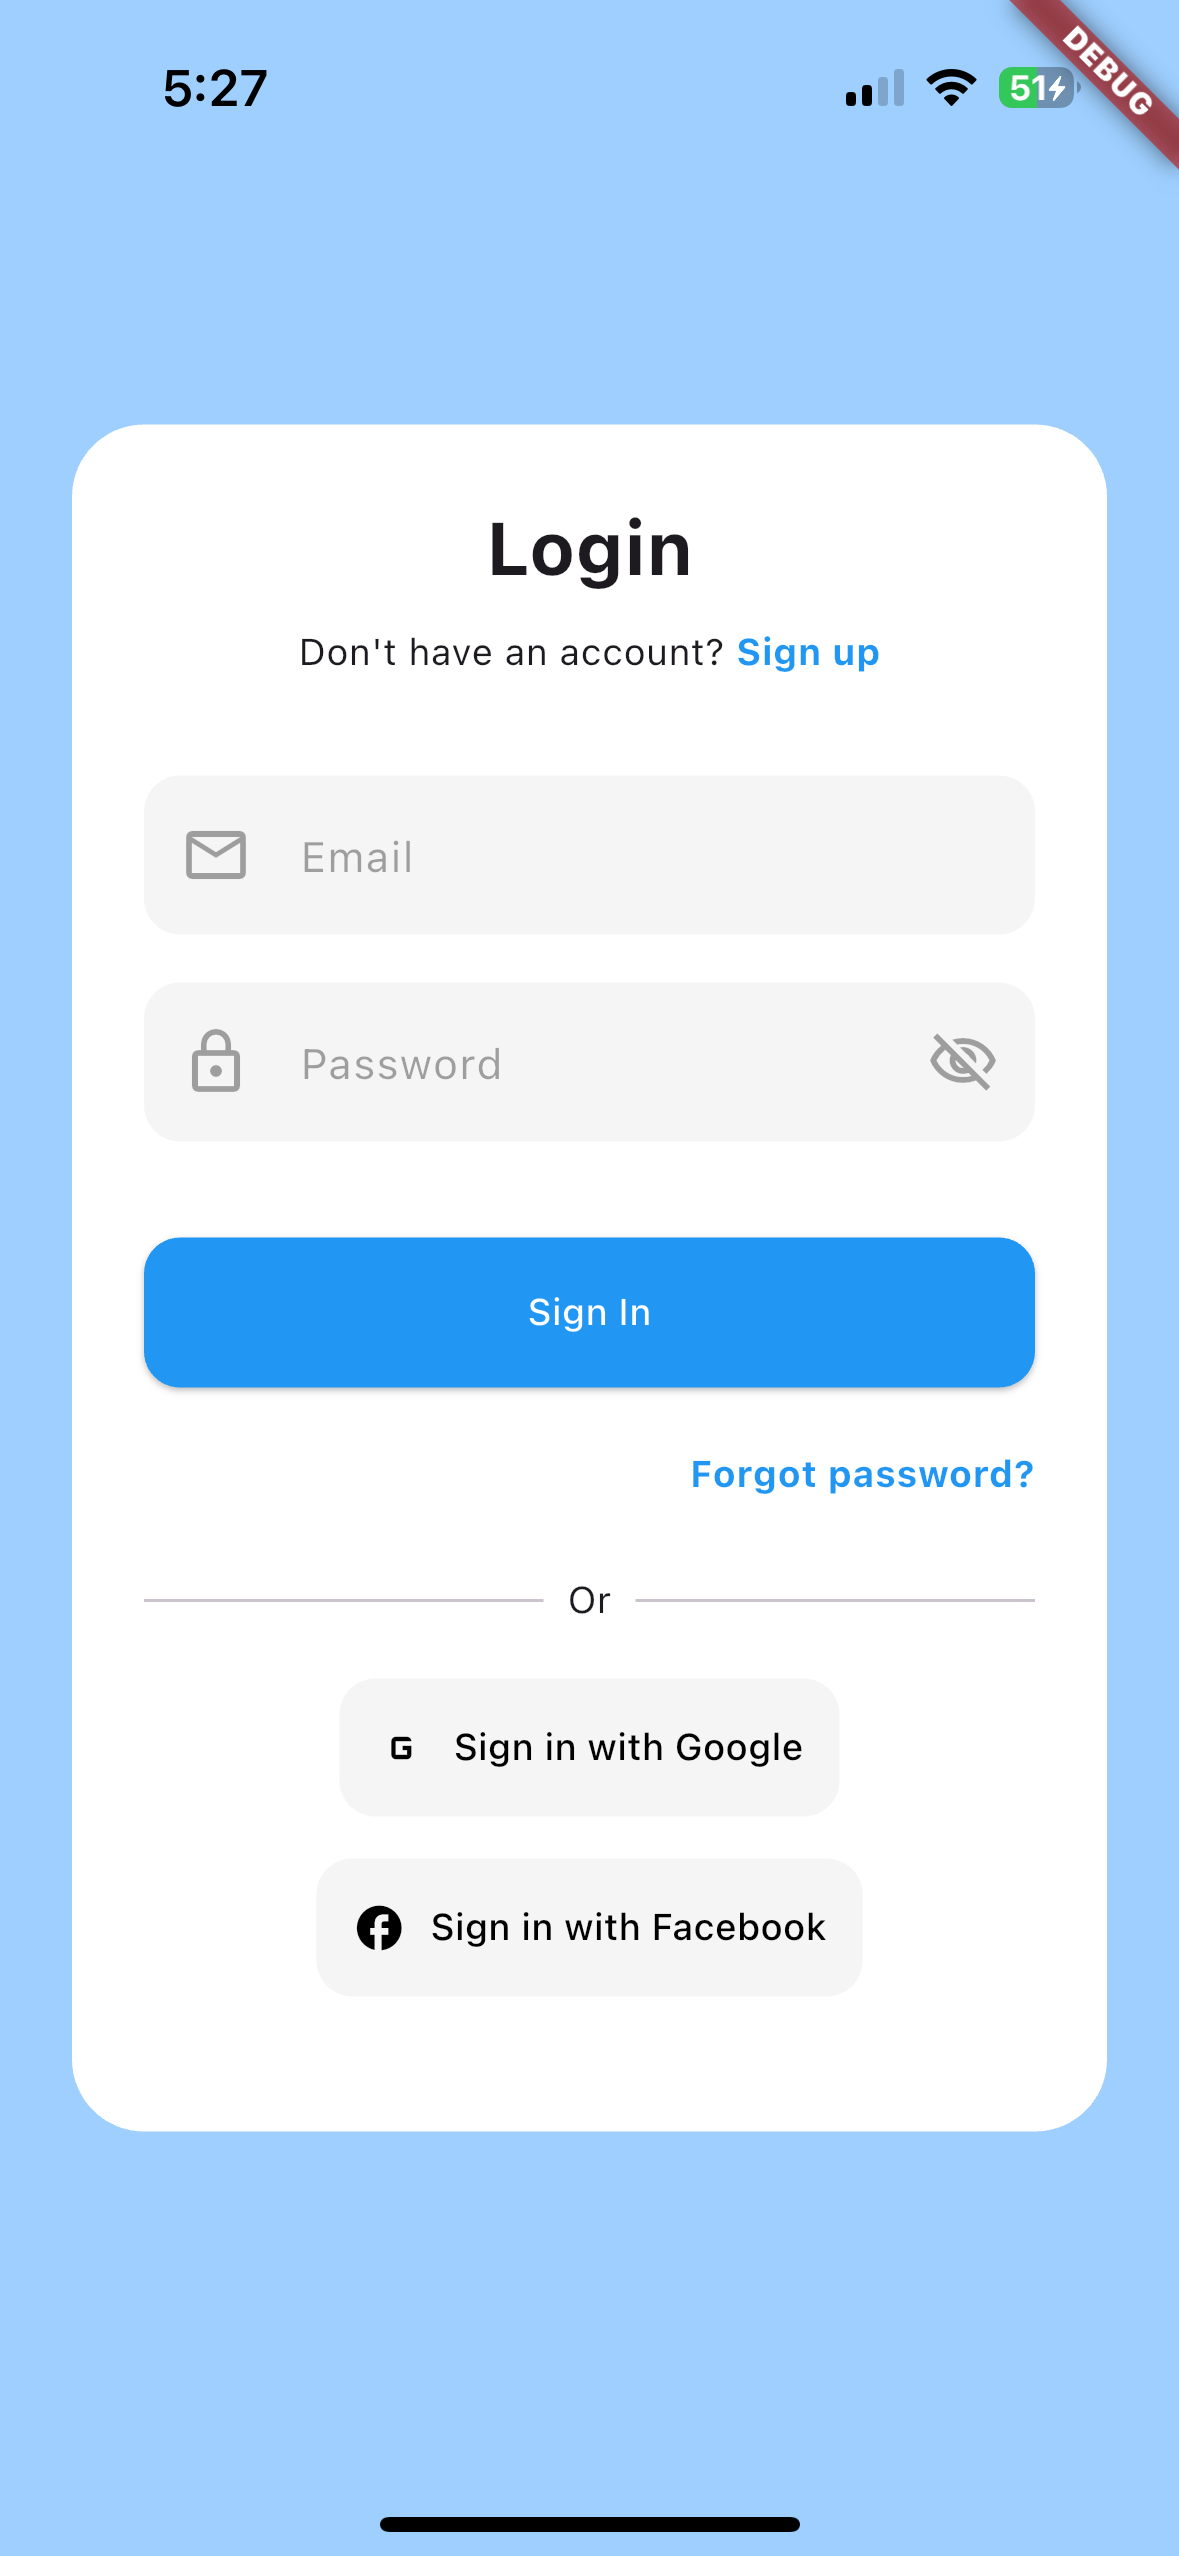 5:27
51
DEBUG
Login
Don't have an account? Sign up
Email
Password
Sign In
Forgot password?
Or
G Sign in with Google
f Sign in with Facebook